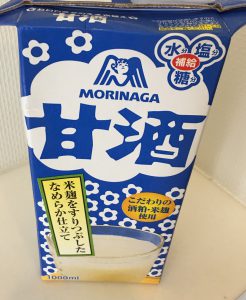 水分
塩分
補給
糖分
MORINAGA
甘酒
米麹をすりつぶした
なめらか仕立て
こだわりの
酒粕・米麹
使用
1000ml